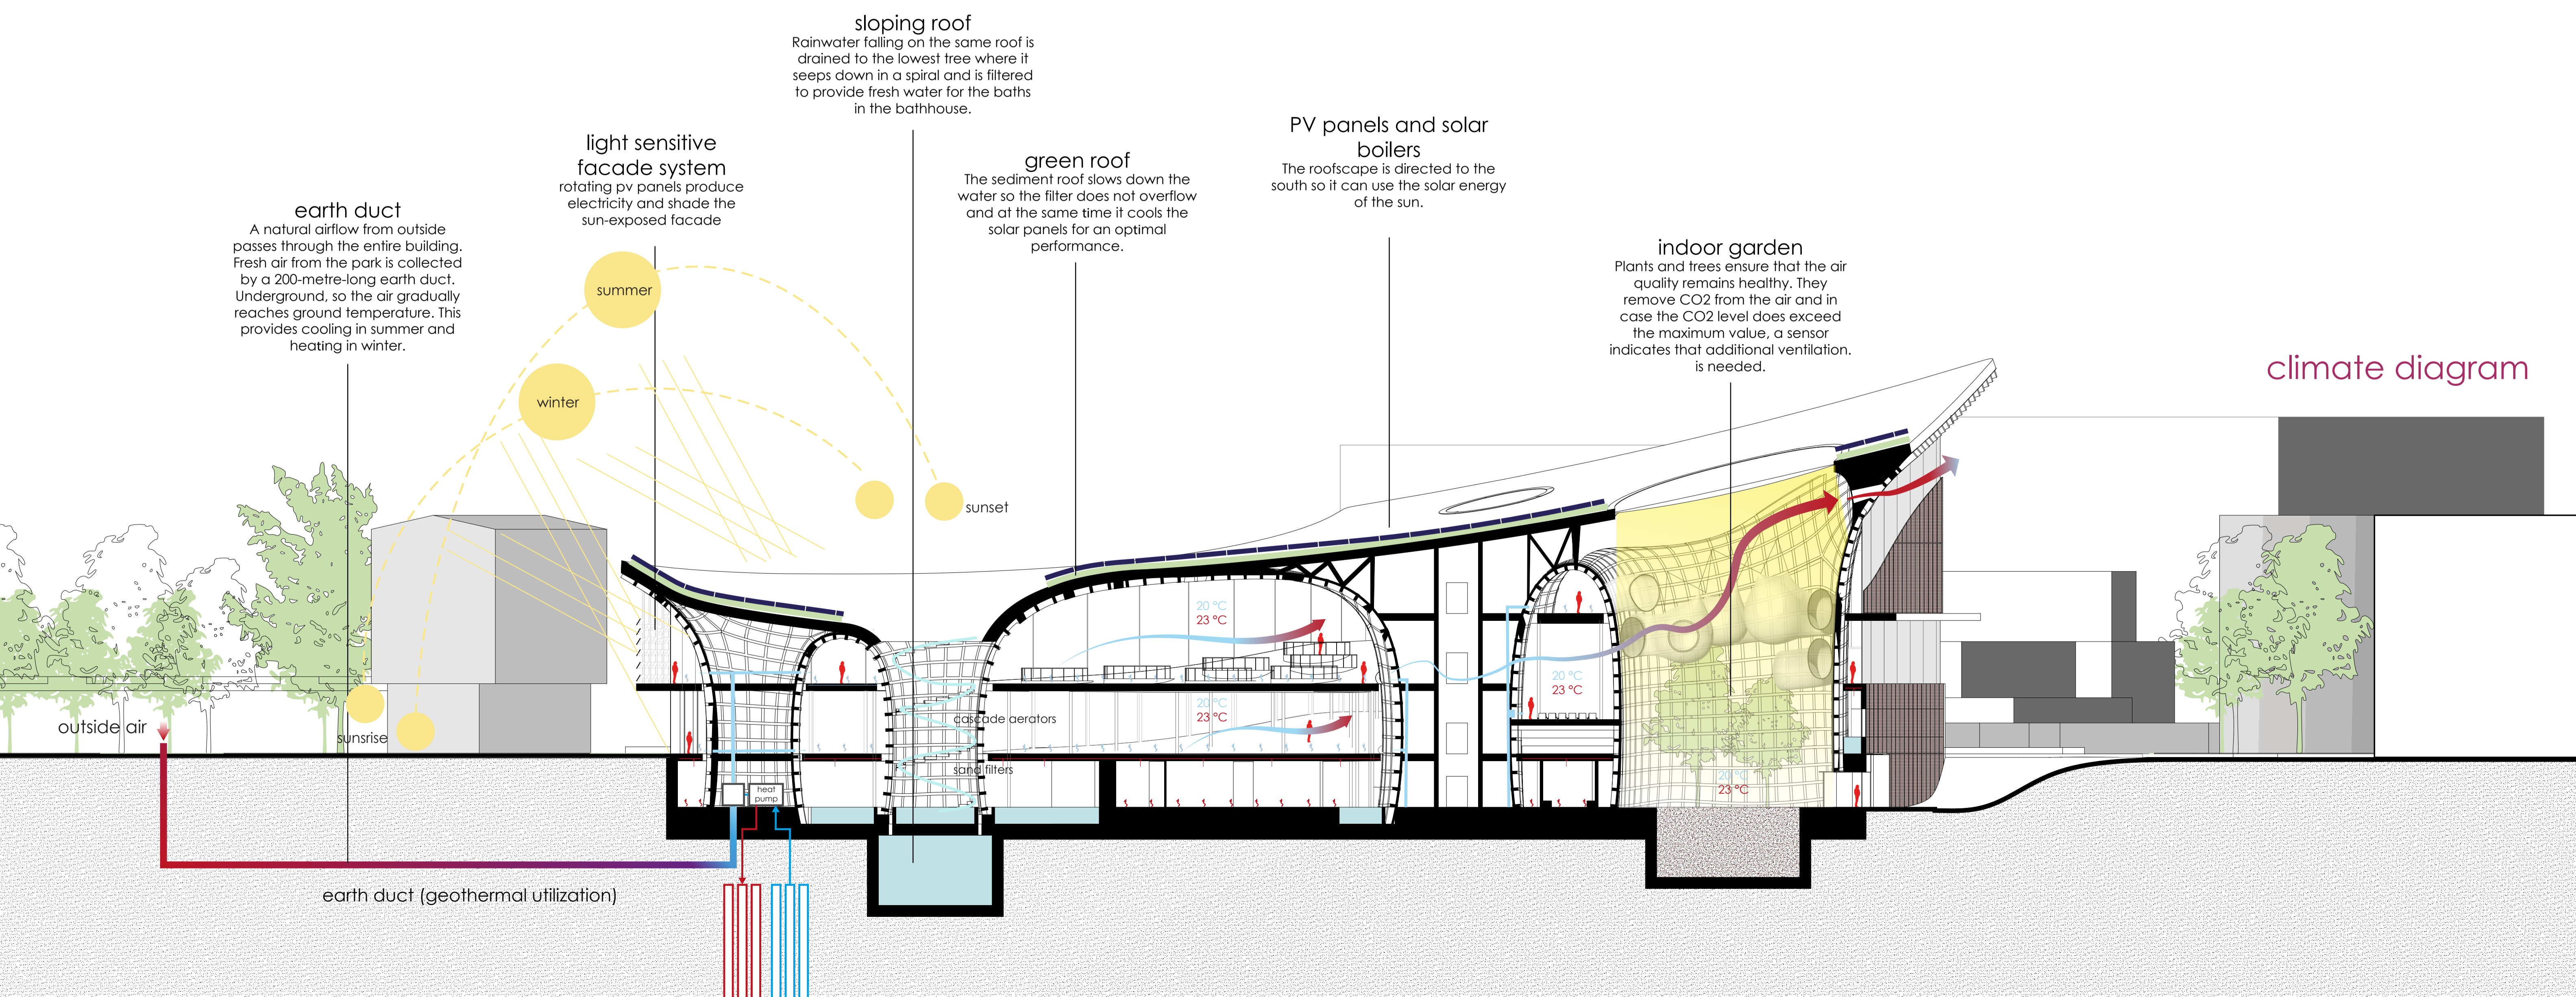 sloping roof
Rainwater falling on the same roof is
drained to the lowest tree where it
seeps down in a spiral and is filtered
to provide fresh water for the baths
in the bathhouse.
light sensitive
facade system
rotating pv panels produce
electricity and shade the
sun-exposed facade
green roof
The sediment roof slows down the
water so the filter does not overflow
and at the same time it cools the
solar panels for an optimal
performance.
PV panels and solar
boilers
The roofscape is directed to the
south so it can use the solar energy
of the sun.
earth duct
A natural airflow from outside
passes through the entire building.
Fresh air from the park is collected
by a 200-metre-long earth duct.
Underground, so the air gradually
reaches ground temperature. This
provides cooling in summer and
heating in winter.
indoor garden
Plants and trees ensure that the air
quality remains healthy. They
remove CO2 from the air and in
case the CO2 level does exceed
the maximum value, a sensor
indicates that additional ventilation.
is needed.
climate diagram
summer
winter
sunset
outside air
sunsrise
20 °C
23 °C
20 °C
23 °C
20 °C
23 °C
20 °C
23 °C
cascade aerators
sand filters
heat
pump
earth duct (geothermal utilization)